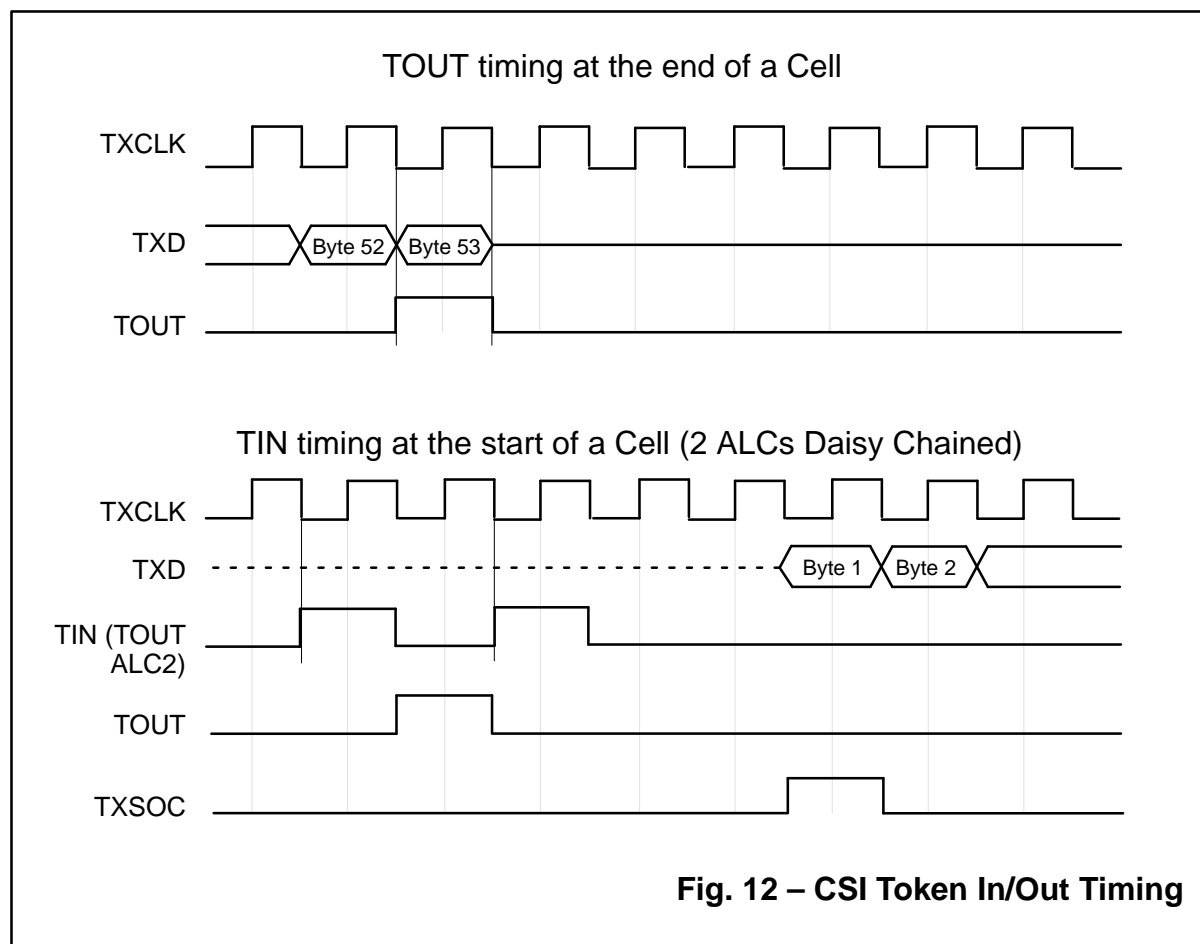 TOUT timing at the end of a Cell
TXCLK
TXD
Byte 52
Byte 53
TOUT
TIN timing at the start of a Cell (2 ALCs Daisy Chained)
TXCLK
TXD
Byte 1
Byte 2
TIN (TOUT
ALC2)
TOUT
TXSOC
Fig. 12 – CSI Token In/Out Timing